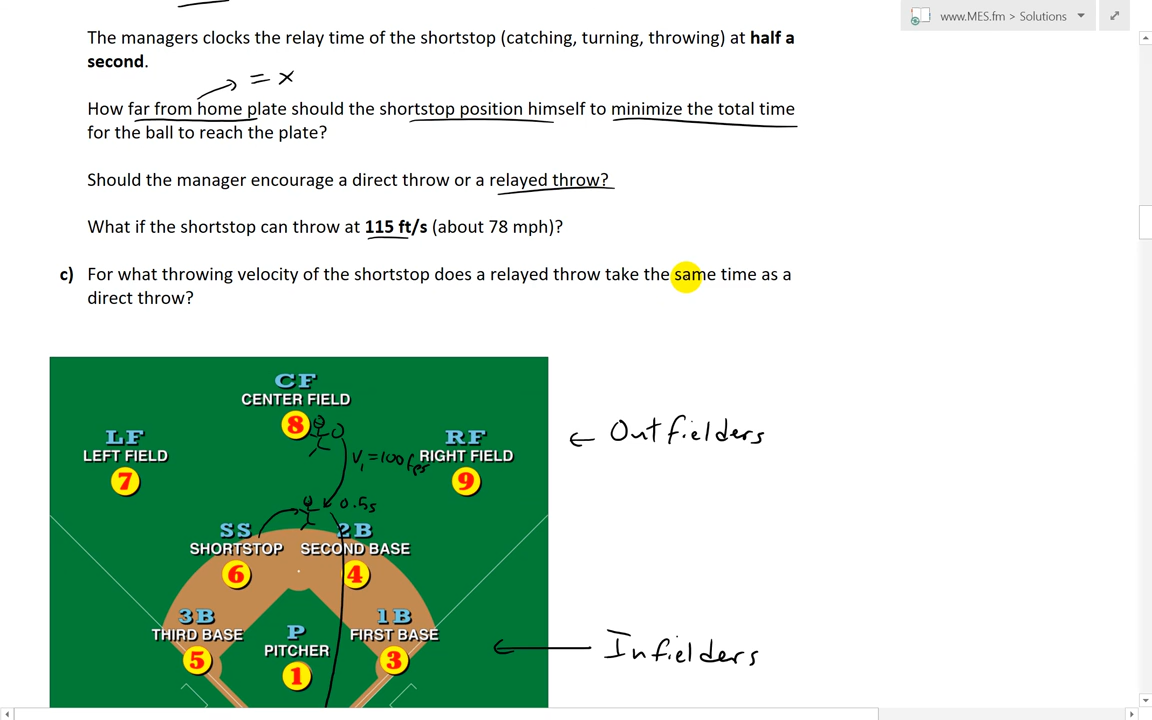 www.MES.fm > Solutions
The managers clocks the relay time of the shortstop (catching, turning, throwing) at half a
second.
= x
How far from home plate should the shortstop position himself to minimize the total time
for the ball to reach the plate?
Should the manager encourage a direct throw or a relayed throw?
What if the shortstop can throw at 115 ft/s (about 78 mph)?
c) For what throwing velocity of the shortstop does a relayed throw take the same time as a
direct throw?
CF
CENTER FIELD
8
LF
LEFT FIELD
7
RF
RIGHT FIELD
9
← Outfielders
V₁ = 100 fps
0.5s
SS
SHORTSTOP
6
2B
SECOND BASE
4
3B
THIRD BASE
5
P
PITCHER
1
1B
FIRST BASE
3
← Infielders